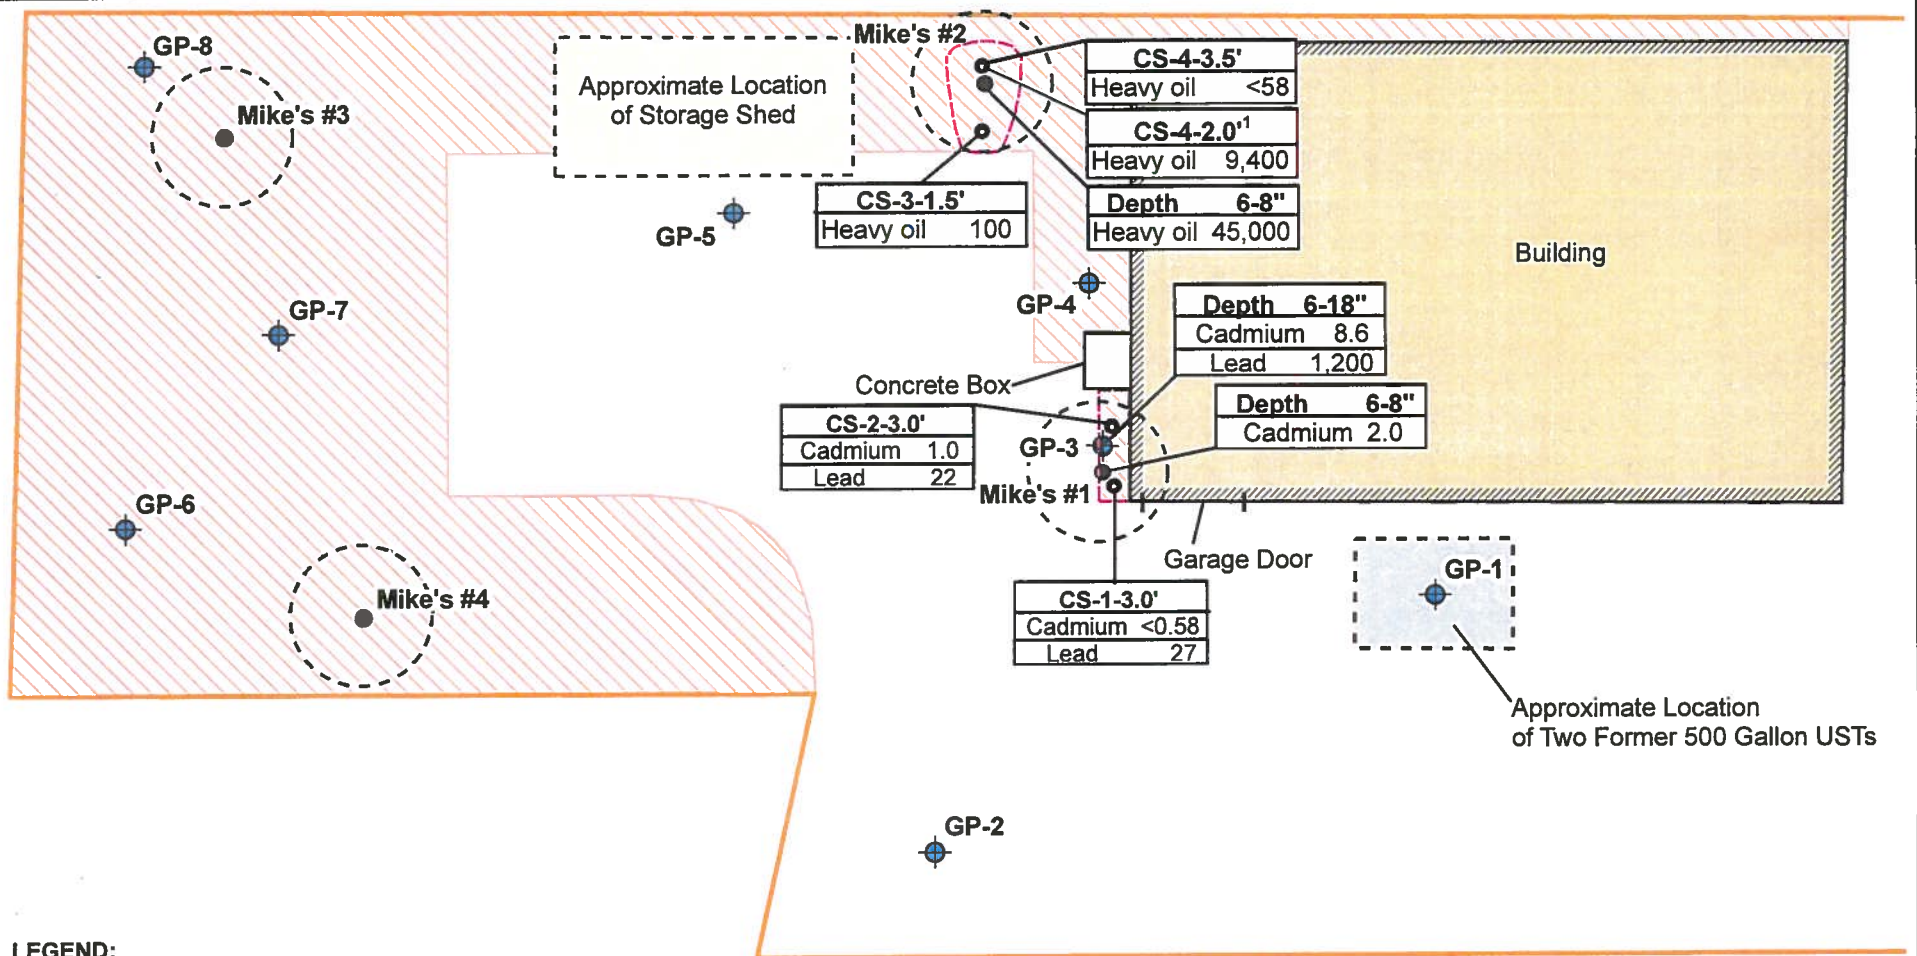 GP-8
Mike's #3
Approximate Location
of Storage Shed
Mike's #2
CS-4-3.5'
Heavy oil <58
CS-4-2.0'¹
Heavy oil 9,400
Depth 6-8"
Heavy oil 45,000
CS-3-1.5'
Heavy oil 100
GP-5
Building
GP-7
GP-4
Depth 6-18"
Cadmium 8.6
Lead 1,200
Concrete Box
Depth 6-8"
Cadmium 2.0
CS-2-3.0'
Cadmium 1.0
Lead 22
GP-3
Mike's #1
GP-6
Garage Door
GP-1
Mike's #4
CS-1-3.0'
Cadmium <0.58
Lead 27
Approximate Location
of Two Former 500 Gallon USTs
GP-2
LEGEND: